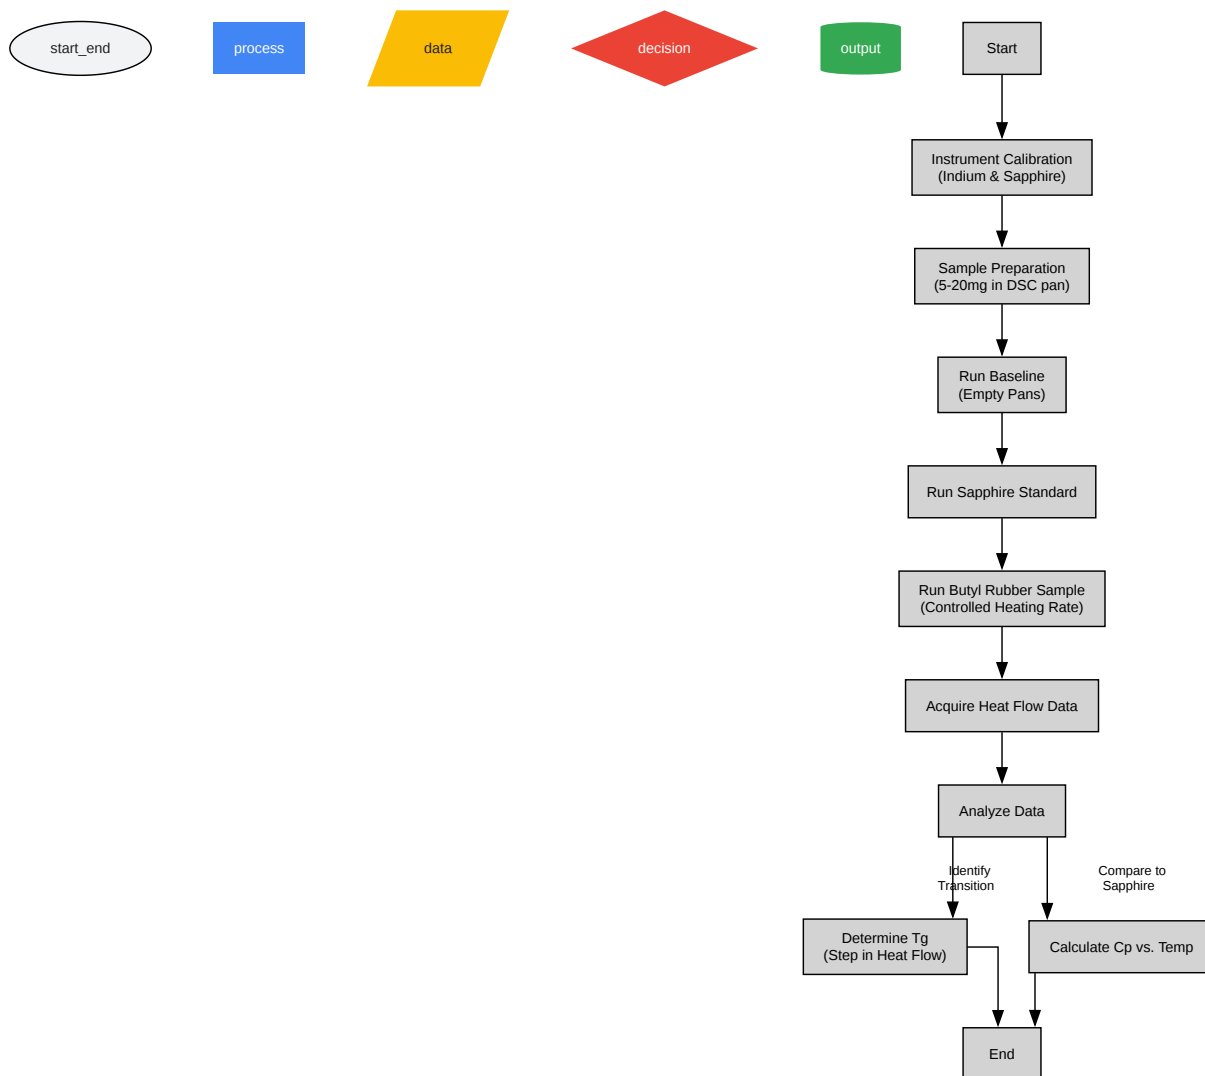 start_end
process
data
decision
output
Start
Instrument Calibration
(Indium & Sapphire)
Sample Preparation
(5-20mg in DSC pan)
Run Baseline
(Empty Pans)
Run Sapphire Standard
Run Butyl Rubber Sample
(Controlled Heating Rate)
Acquire Heat Flow Data
Analyze Data
Identify
Transition
Compare to
Sapphire
Determine Tg
(Step in Heat Flow)
Calculate Cp vs. Temp
End